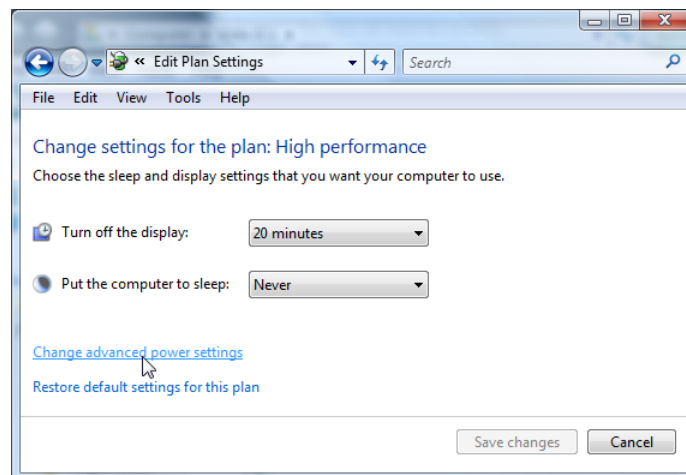 « Edit Plan Settings
Search
File Edit View Tools Help
Change settings for the plan: High performance
Choose the sleep and display settings that you want your computer to use.
Turn off the display: 20 minutes
Put the computer to sleep: Never
Change advanced power settings
Restore default settings for this plan
Save changes Cancel